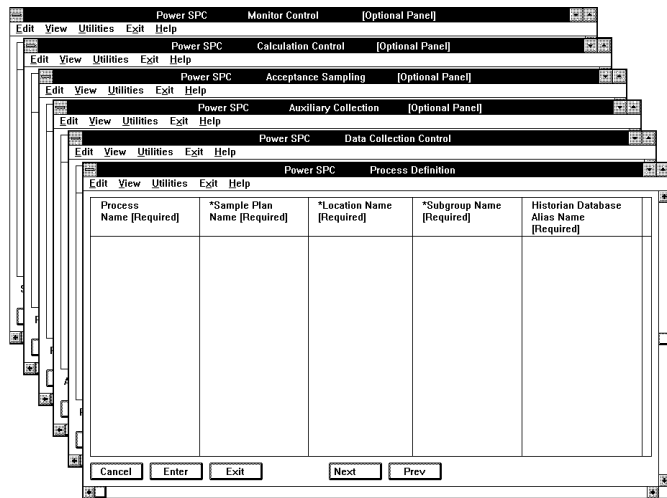 Power SPC Monitor Control [Optional Panel]
Edit View Utilities Exit Help
Power SPC Calculation Control [Optional Panel]
Edit View Utilities Exit Help
Power SPC Acceptance Sampling [Optional Panel]
Edit View Utilities Exit Help
Power SPC Auxiliary Collection [Optional Panel]
Edit View Utilities Exit Help
Power SPC Data Collection Control
Edit View Utilities Exit Help
Power SPC Process Definition
Edit View Utilities Exit Help
Process
Name [Required]
*Sample Plan
Name [Required]
*Location Name
[Required]
*Subgroup Name
[Required]
Historian Database
Alias Name
[Required]
Cancel Enter Exit Next Prev